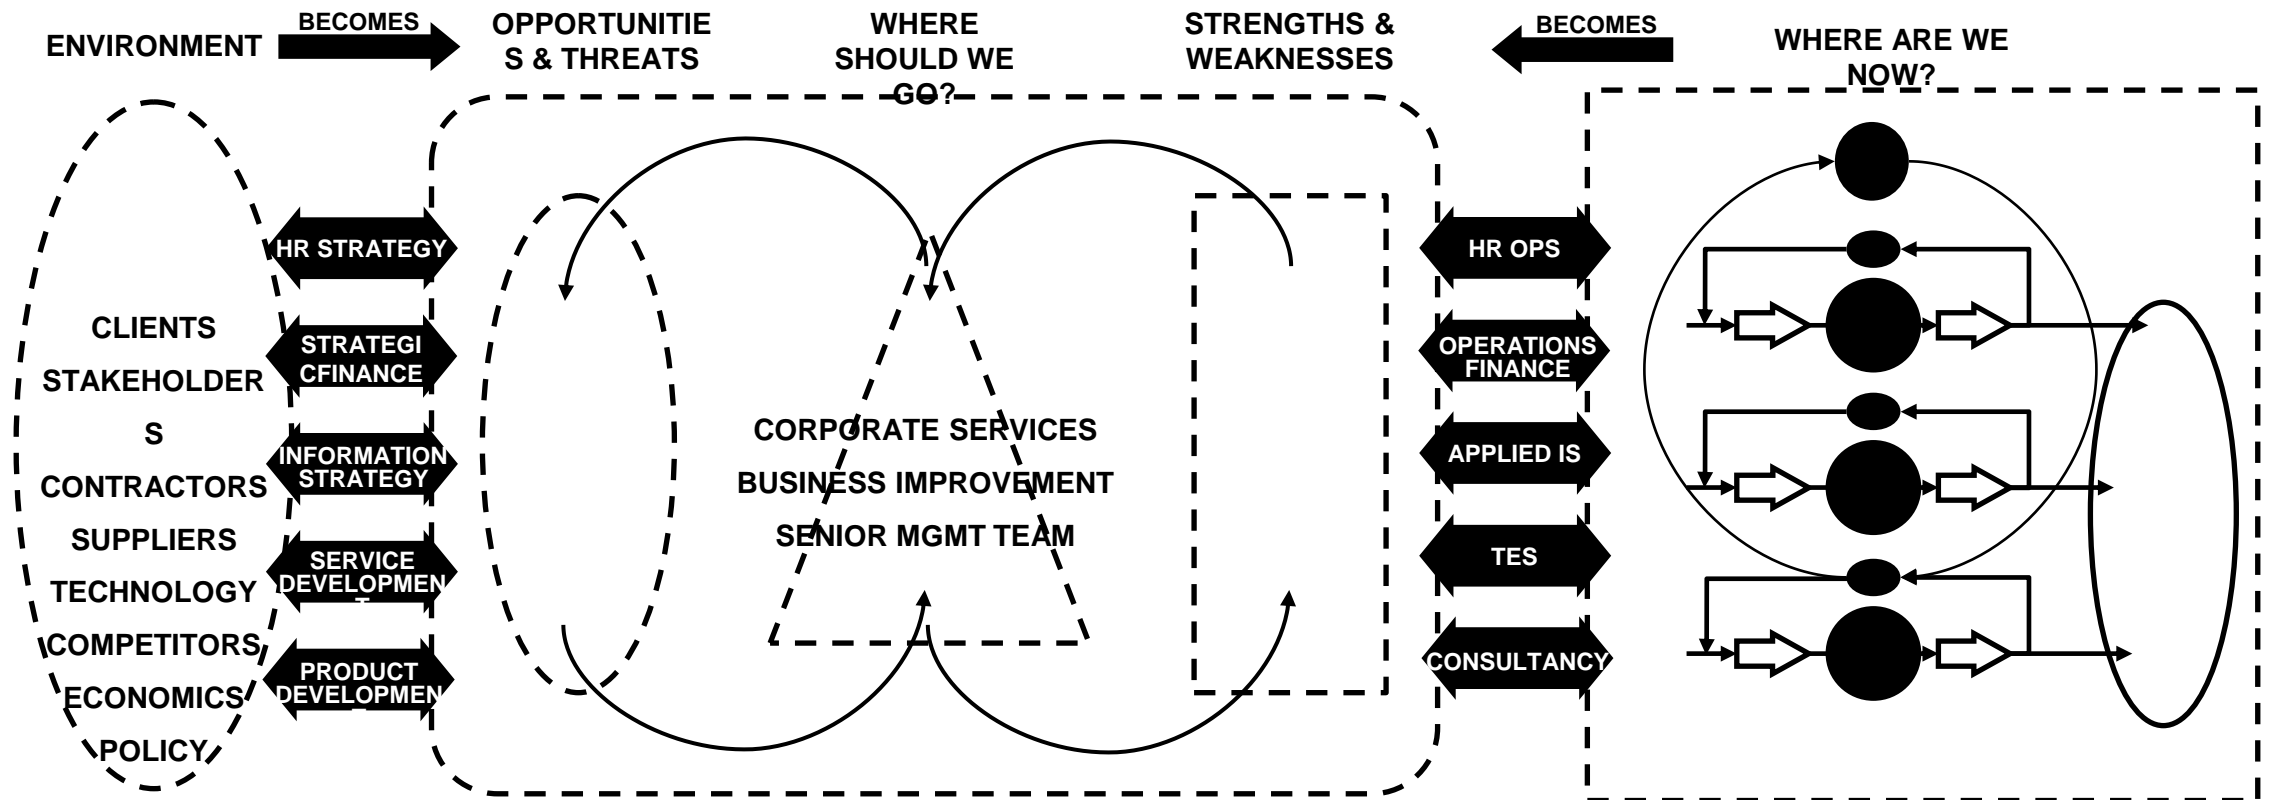 ENVIRONMENT
BECOMES
OPPORTUNITIE
S & THREATS
WHERE
SHOULD WE
GO?
STRENGTHS &
WEAKNESSES
BECOMES
WHERE ARE WE
NOW?
CLIENTS
STAKEHOLDER
S
CONTRACTORS
SUPPLIERS
TECHNOLOGY
COMPETITORS
ECONOMICS
POLICY
HR STRATEGY
STRATEGI
CFINANCE
INFORMATION
STRATEGY
SERVICE
DEVELOPMEN
T
PRODUCT
DEVELOPMEN
T
CORPORATE SERVICES
BUSINESS IMPROVEMENT
SENIOR MGMT TEAM
HR OPS
OPERATIONS
FINANCE
APPLIED IS
TES
CONSULTANCY